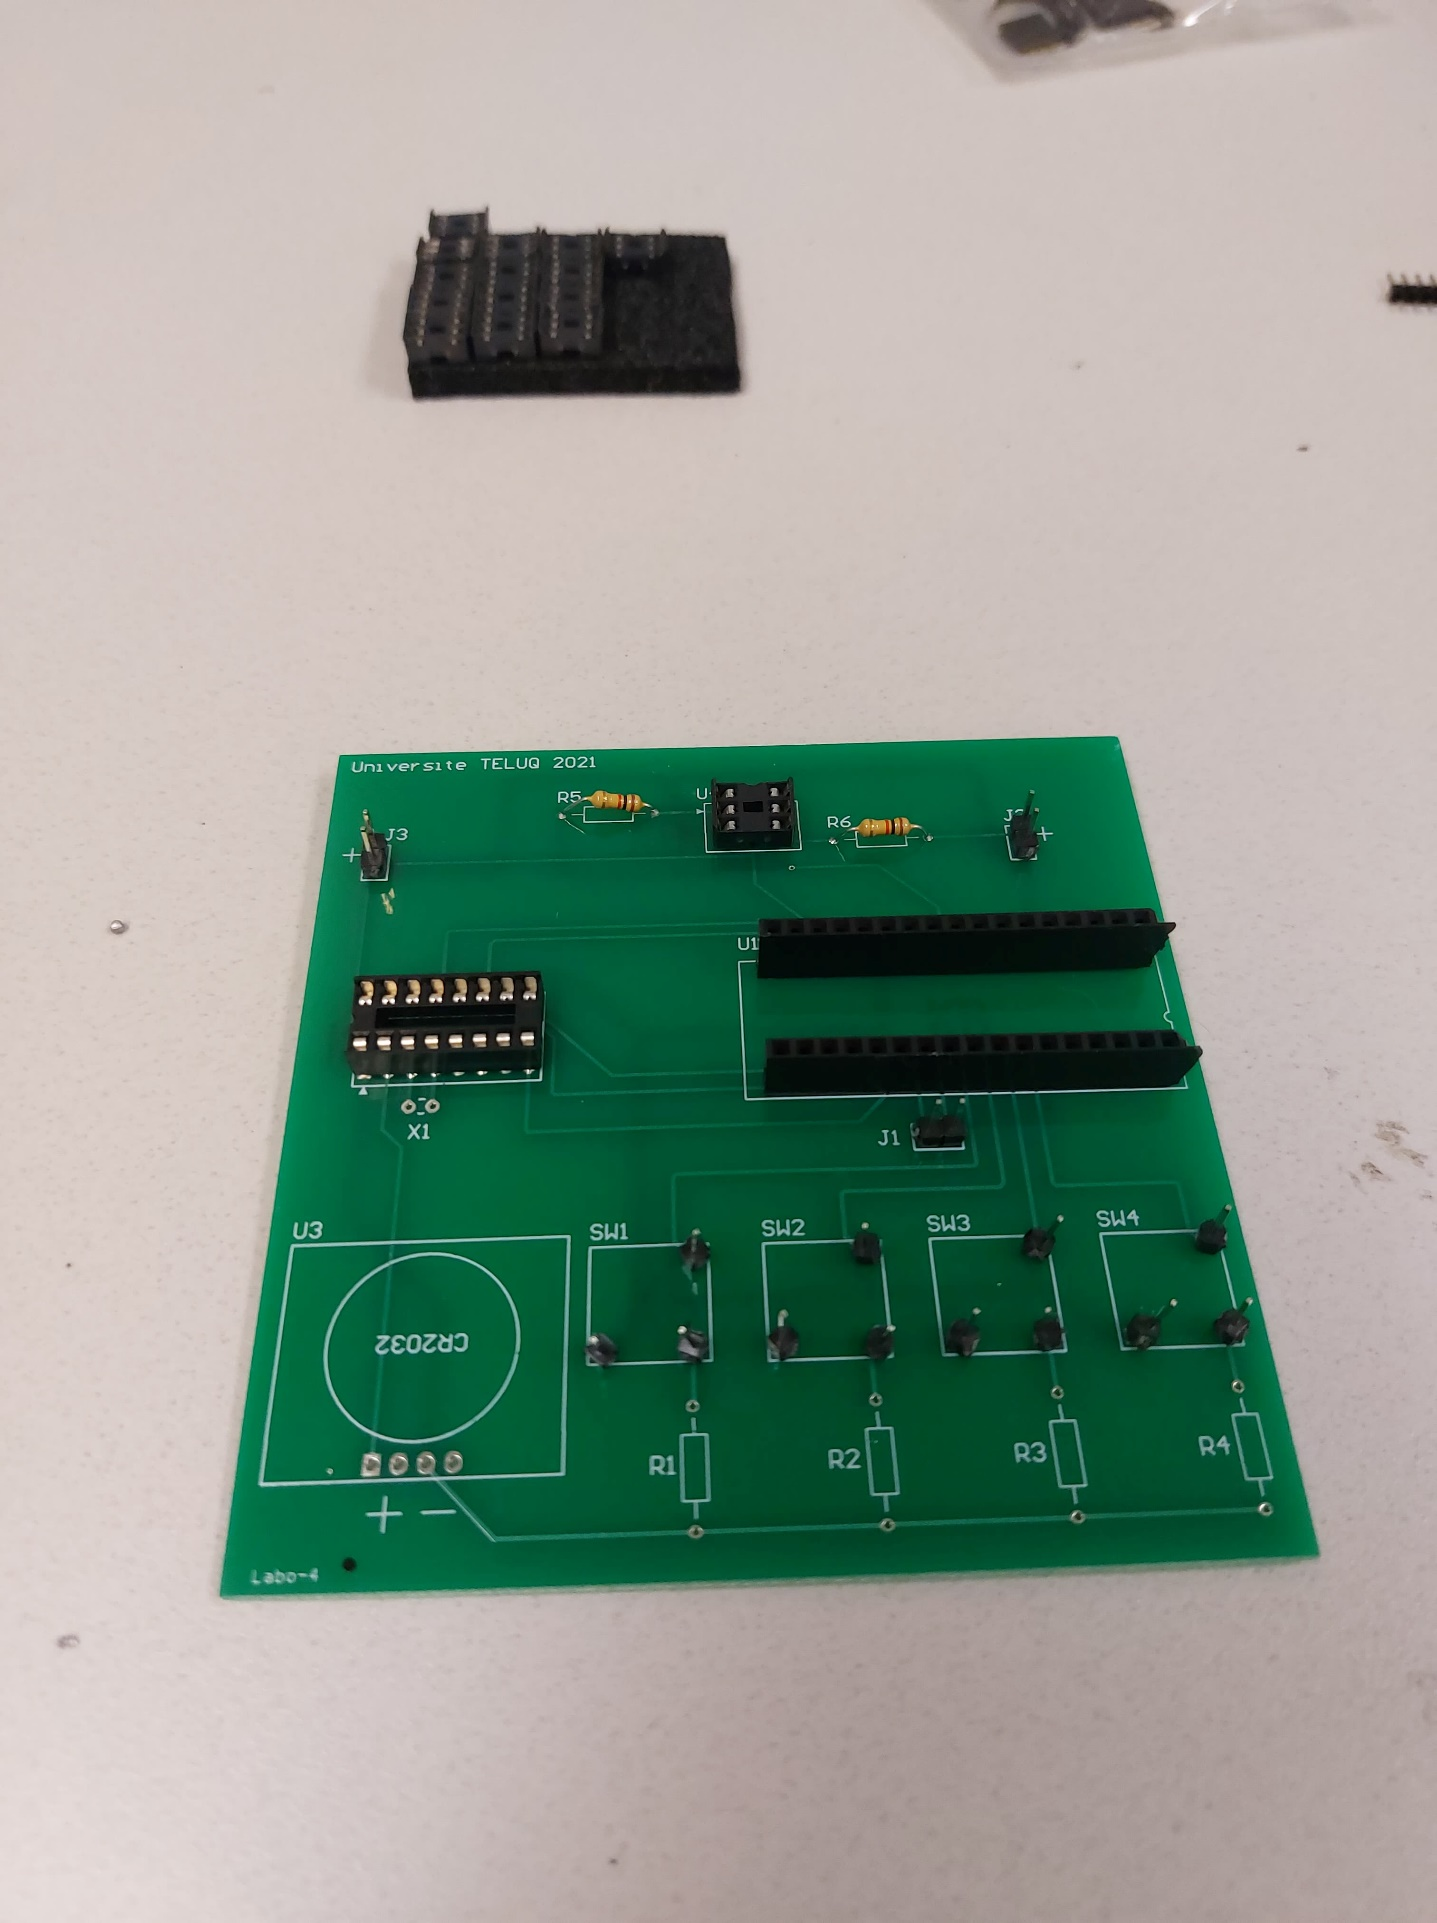 Universite TELUQ 2021
R5
R6
J3
+
+
U1
X1
J1
U3
SW1
SW2
SW3
SW4
CR2032
R1
R2
R3
R4
+ −
Labo-4